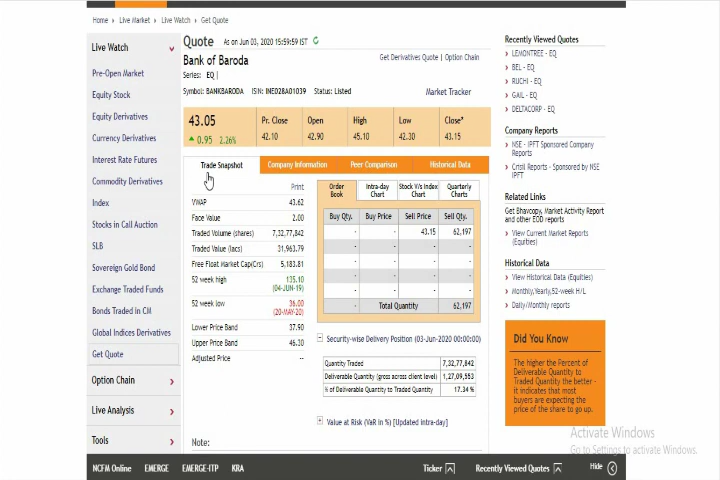 Home › Live Market › Live Watch › Get Quote
Live Watch
Pre-Open Market
Equity Stock
Equity Derivatives
Currency Derivatives
Interest Rate Futures
Commodity Derivatives
Index
Stocks in Call Auction
SLB
Sovereign Gold Bond
Exchange Traded Funds
Bonds Traded In CM
Global Indices Derivatives
Get Quote
Option Chain
Live Analysis
Tools
Quote As on Jun 03, 2020 15:59:59 IST
Bank of Baroda
Get Derivatives Quote | Option Chain
Series: EQ |
Symbol: BANKBARODA ISIN: INE028A01039 Status: Listed
Market Tracker
43.05 Pr. Close Open High Low Close*
0.95 2.26% 42.10 42.90 45.10 42.30 43.15
Trade Snapshot Company Information Peer Comparison Historical Data
Print
VWAP 43.62
Face Value 2.00
Traded Volume (shares) 7,32,77,842
Traded Value (lacs) 31,963.79
Free Float Market Cap(Crs) 5,183.81
52 week high 135.10
(04-JUN-19)
52 week low 36.00
(20-MAY-20)
Lower Price Band 37.90
Upper Price Band 46.30
Adjusted Price --
Note:
Order Book Intra-day Chart Stock V/s Index Chart Quarterly Charts
Buy Qty. Buy Price Sell Price Sell Qty.
- - 43.15 62,197
- - - -
- - - -
- - - -
- - - -
- Total Quantity 62,197
Security-wise Delivery Position (03-Jun-2020 00:00:00)
Quantity Traded 7,32,77,842
Deliverable Quantity (gross across client level) 1,27,09,553
% of Deliverable Quantity to Traded Quantity 17.34 %
Value at Risk (VaR in %) [Updated intra-day]
Recently Viewed Quotes
› LEMONTREE - EQ
› BEL - EQ
› RUCHI - EQ
› GAIL - EQ
› DELTACORP - EQ
Company Reports
› NSE - IFPT Sponsored Company
Reports
› Crisil Reports - Sponsored by NSE
IPFT
Related Links
Get Bhavcopy, Market Activity Report
and other EOD reports
› View Current Market Reports
(Equities)
Historical Data
› View Historical Data (Equities)
› Monthly,Yearly,52-week H/L
› Daily/Monthly reports
Did You Know
The higher the Percent of
Deliverable Quantity to
Traded Quantity the better -
it indicates that most
buyers are expecting the
price of the share to go up.
Activate Windows
Go to Settings to activate Windows.
NCFM Online EMERGE EMERGE-ITP KRA Ticker Recently Viewed Quotes Hide